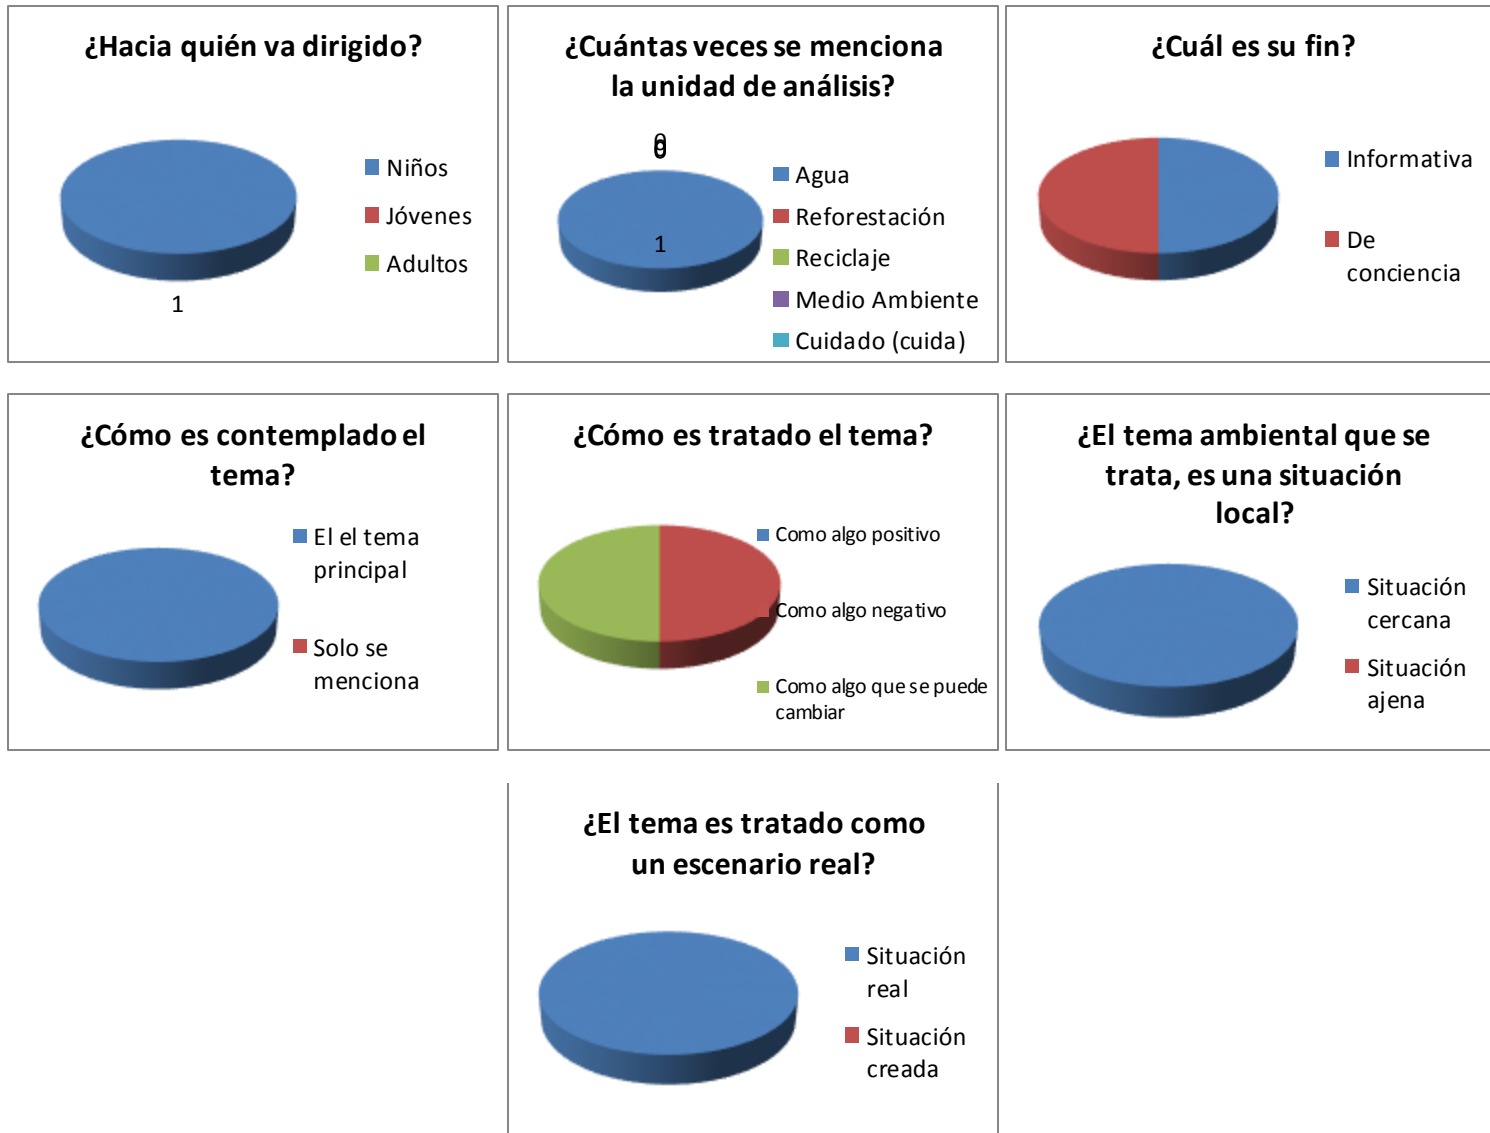 ¿Hacia quién va dirigido?
Niños
Jóvenes
Adultos
1
¿Cuántas veces se menciona
la unidad de análisis?
0
1
Agua
Reforestación
Reciclaje
Medio Ambiente
Cuidado (cuida)
¿Cuál es su fin?
Informativa
De
conciencia
¿Cómo es contemplado el
tema?
El el tema
principal
Solo se
menciona
¿Cómo es tratado el tema?
Como algo positivo
Como algo negativo
Como algo que se puede
cambiar
¿El tema ambiental que se
trata, es una situación
local?
Situación
cercana
Situación
ajena
¿El tema es tratado como
un escenario real?
Situación
real
Situación
creada